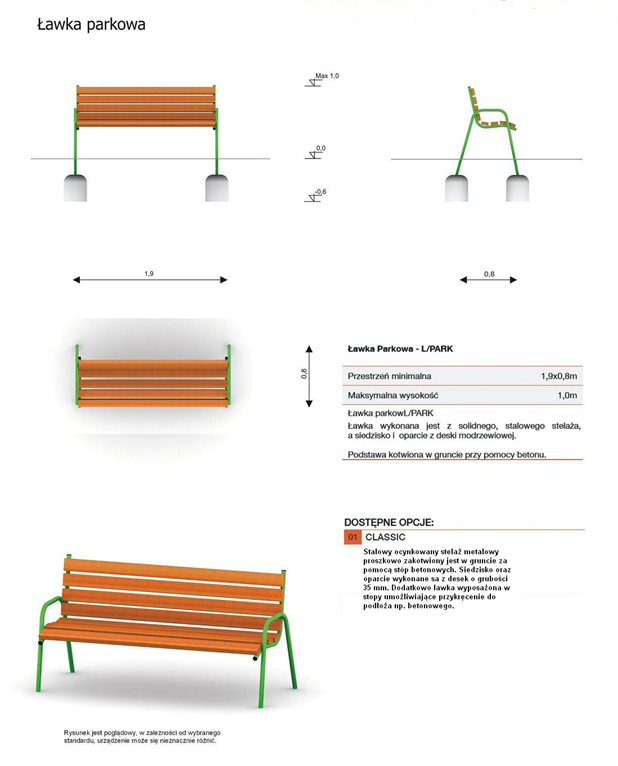 Ławka parkowa
Max 1,0
0,0
-0,6
1,9
0,8
0,8
Ławka Parkowa - L/PARK
Przestrzeń minimalna 1,9x0,8m
Maksymalna wysokość 1,0m
Ławka parkowL/PARK
Ławka wykonana jest z solidnego, stalowego stelaża,
a siedzisko i oparcie z deski modrzewiowej.
Podstawa kotwiona w gruncie przy pomocy betonu.
DOSTĘPNE OPCJE:
01 CLASSIC
Stalowy ocynkowany stelaż metalowy
proszkowo zakotwiony jest w gruncie za
pomocą stóp betonowych. Siedzisko oraz
oparcie wykonane sa z desek o grubości
35 mm. Dodatkowo ławka wyposażona w
stopy umożliwiające przykręcenie do
podłoża np. betonowego.
Rysunek jest poglądowy, w zależności od wybranego
standardu, urządzenie może się nieznacznie różnić.